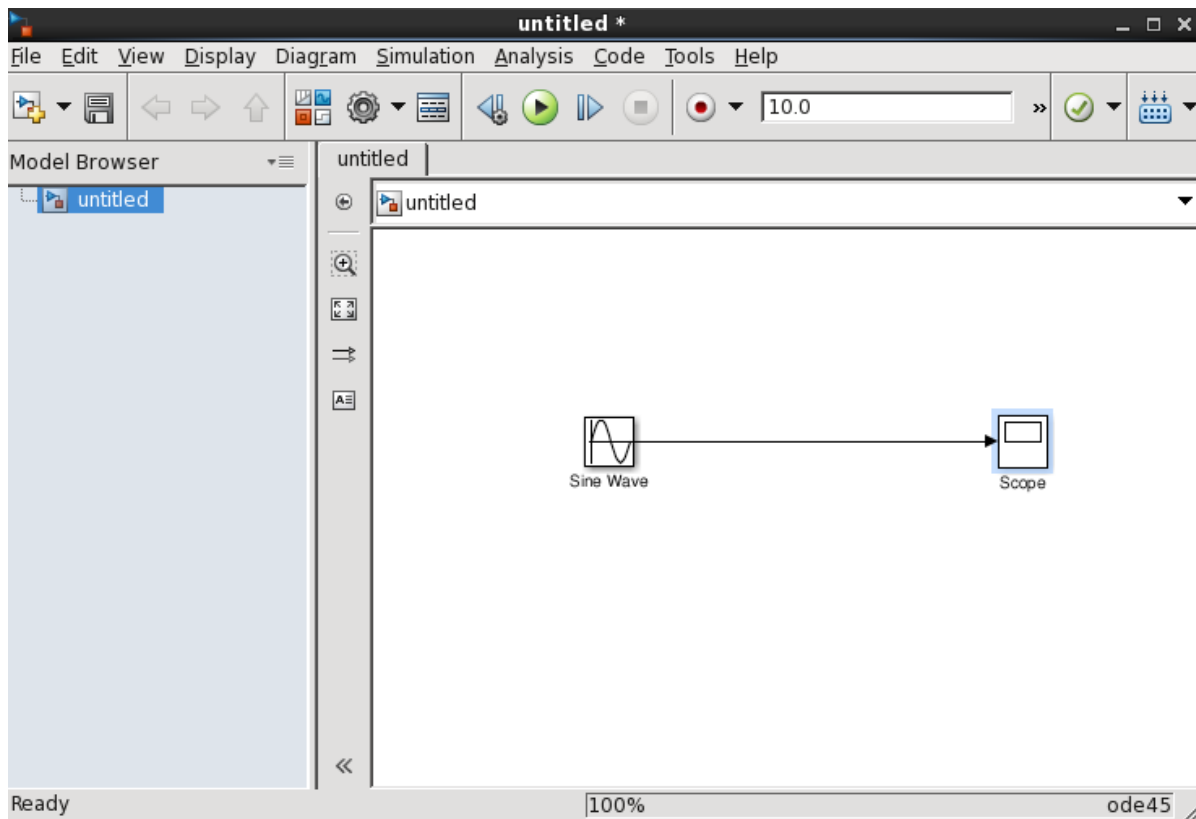 untitled *
File Edit View Display Diagram Simulation Analysis Code Tools Help
10.0 »
Model Browser
untitled
untitled
untitled
Sine Wave
Scope
Ready 100% ode45